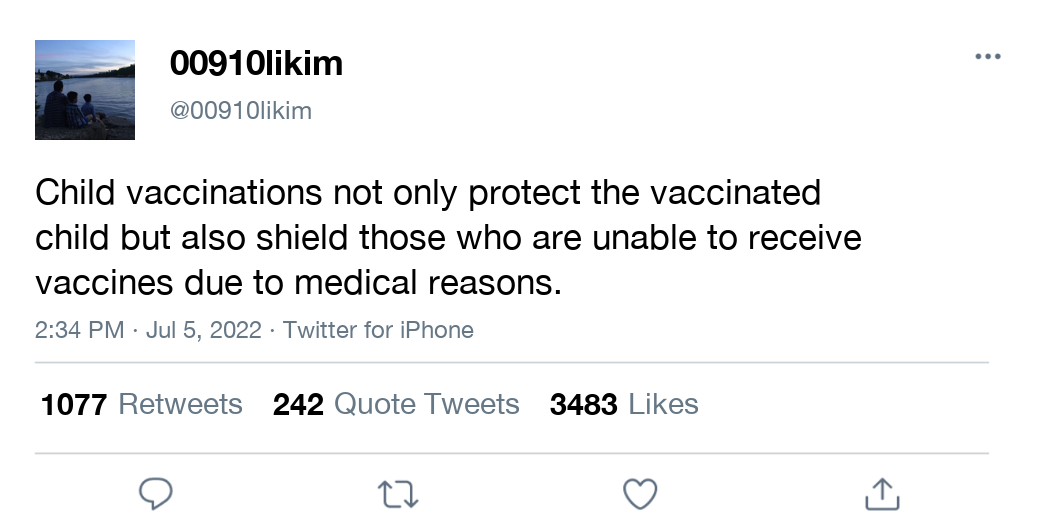 00910likim
@00910likim
Child vaccinations not only protect the vaccinated
child but also shield those who are unable to receive
vaccines due to medical reasons.
2:34 PM · Jul 5, 2022 · Twitter for iPhone
1077 Retweets 242 Quote Tweets 3483 Likes